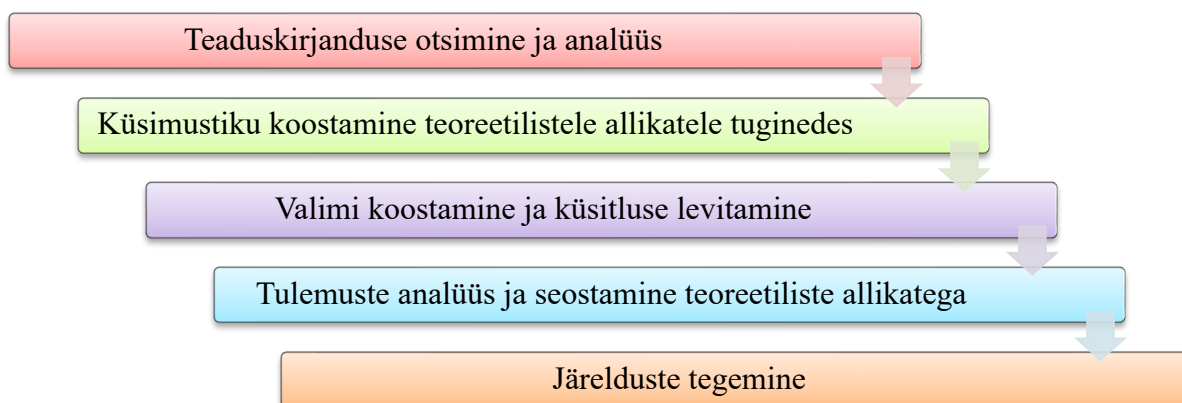 Teaduskirjanduse otsimine ja analüüs
Küsimustiku koostamine teoreetilistele allikatele tuginedes
Valimi koostamine ja küsitluse levitamine
Tulemuste analüüs ja seostamine teoreetiliste allikatega
Järelduste tegemine